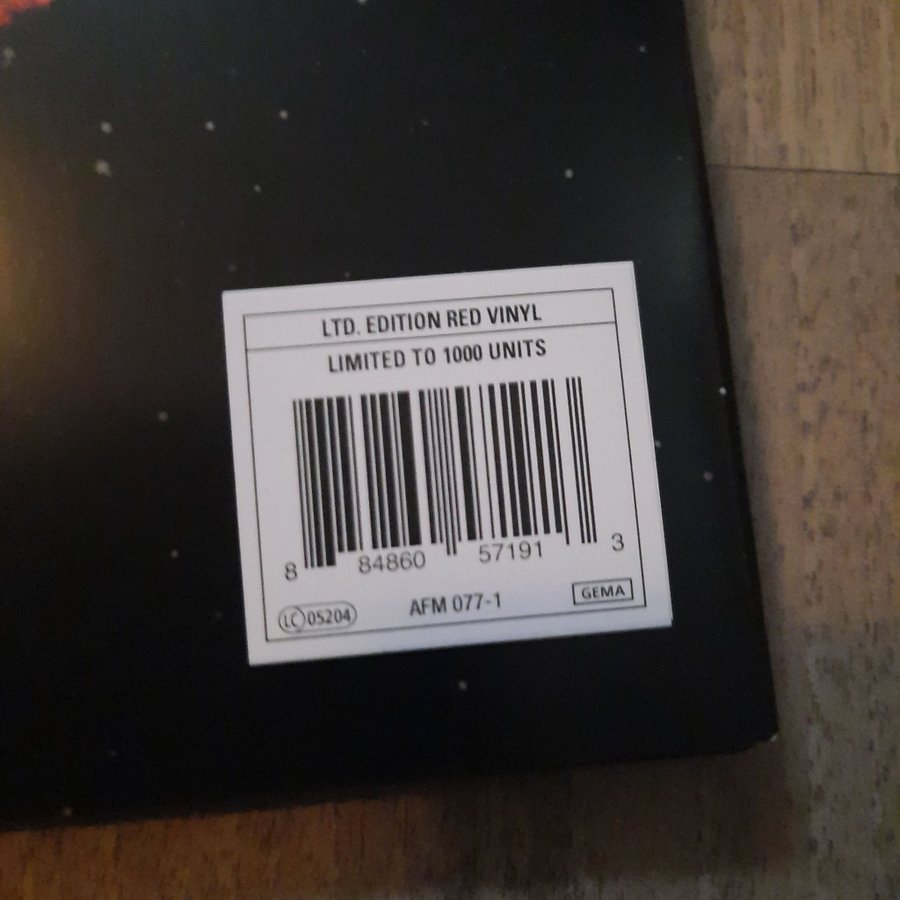 LTD. EDITION RED VINYL
LIMITED TO 1000 UNITS
8 84860 57191 3
LC 05204 AFM 077-1 GEMA